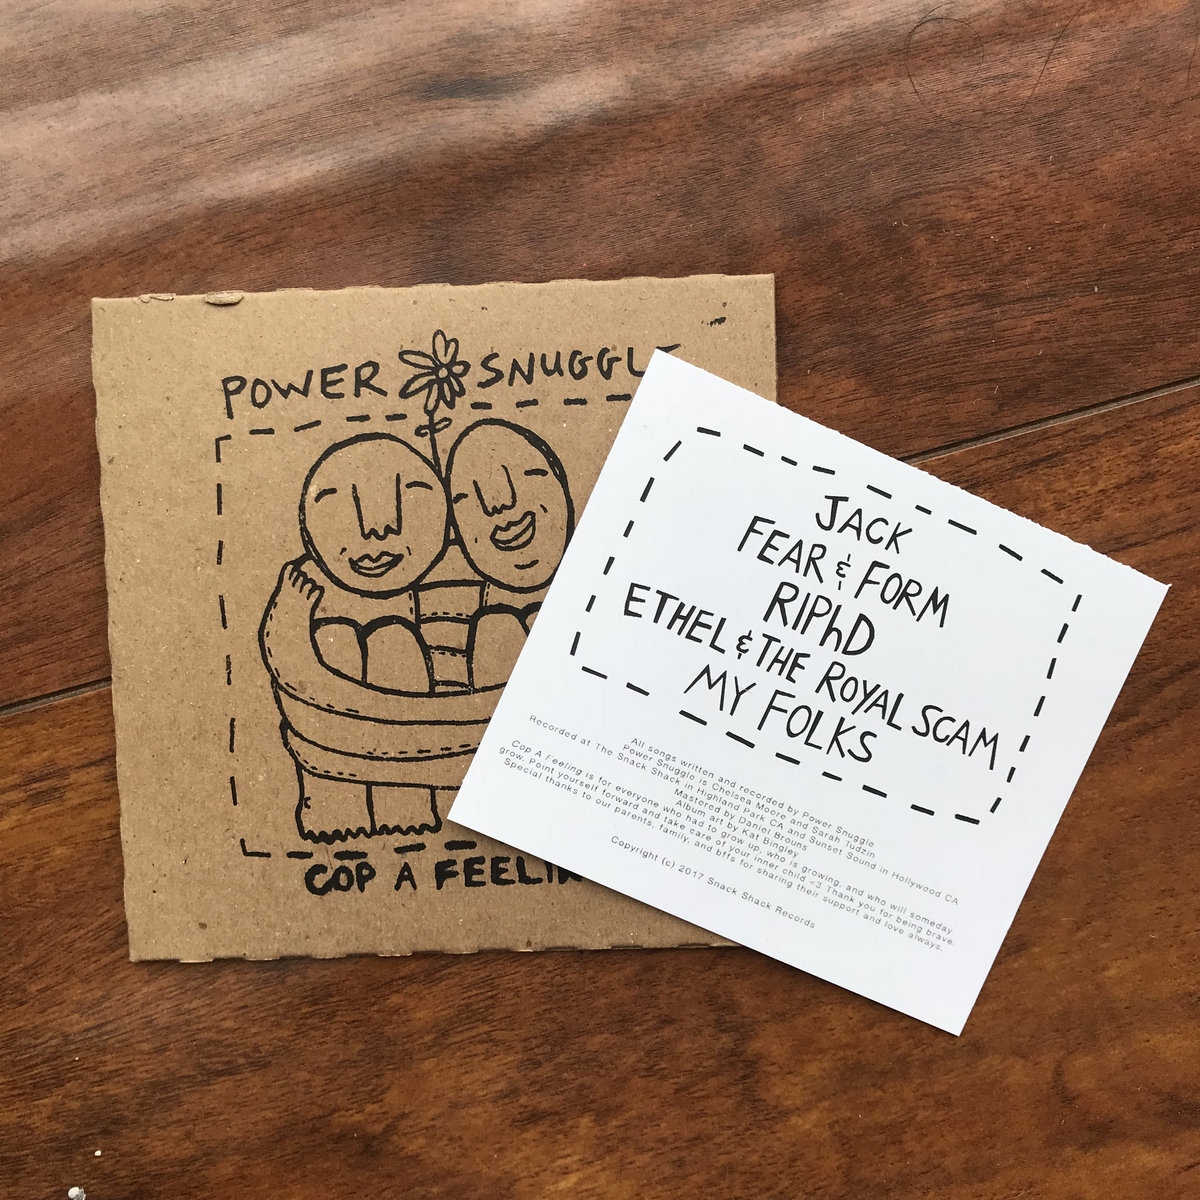 POWER SNUGGLE
COP A FEELIN
JACK
FEAR & FORM
RIPhD
ETHEL & THE ROYAL SCAM
MY FOLKS
All songs written and recorded by Power Snuggle
Power Snuggle is Chelsea Moore and Sarah Tudzin
Recorded at The Snack Shack in Highland Park CA and Sunset Sound in Hollywood CA
Mastered by Daniel Brouns
Album art by Kat Bingley
Cop A Feeling is for everyone who had to grow up, who is growing, and who will someday
grow. Point yourself forward and take care of your inner child <3 Thank you for being brave.
Special thanks to our parents, family, and bffs for sharing their support and love always.
Copyright (c) 2017 Snack Shack Records